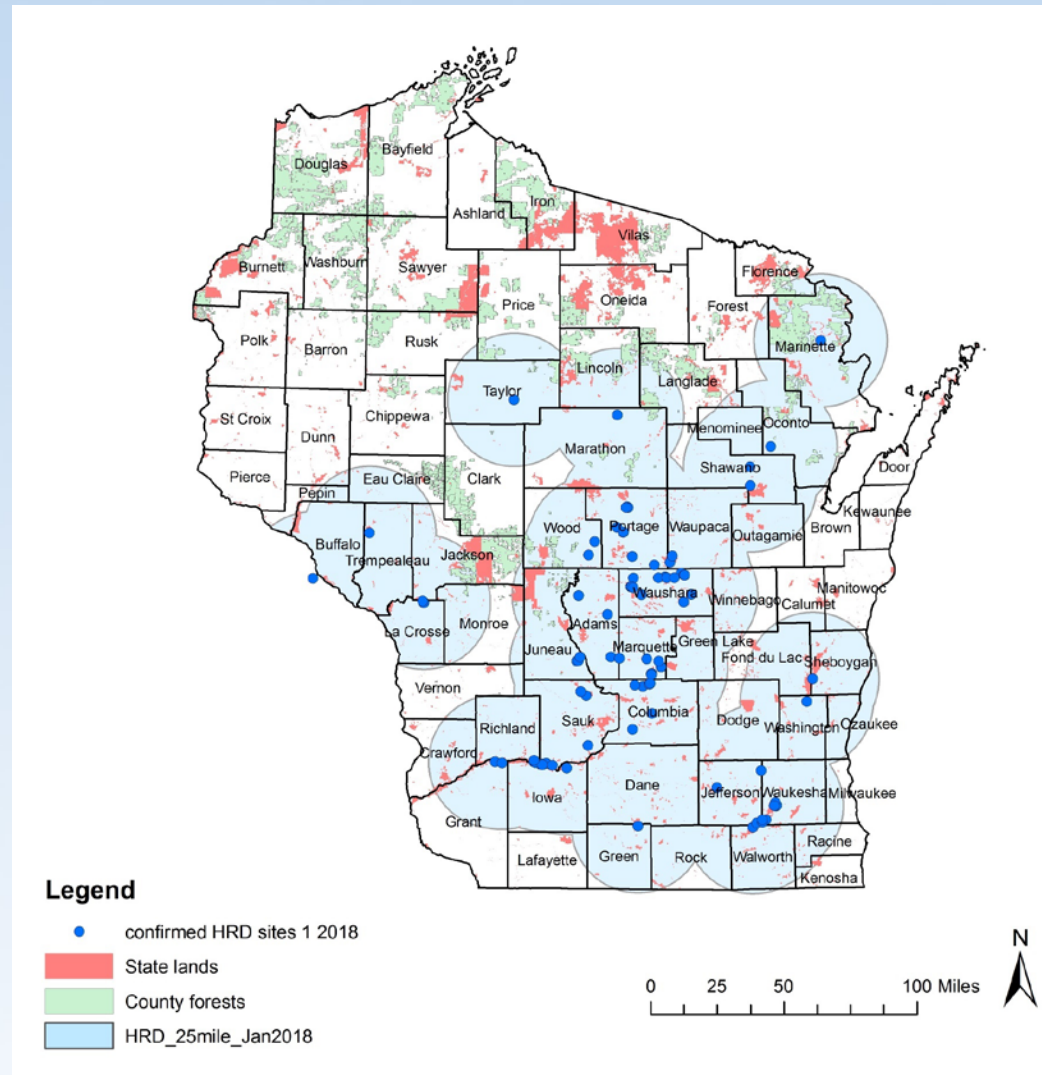 Douglas
Bayfield
Ashland
Iron
Vilas
Burnett
Washburn
Sawyer
Florence
Price
Oneida
Forest
Polk
Barron
Rusk
Marinette
Taylor
Lincoln
Langlade
St Croix
Dunn
Chippewa
Menominee
Oconto
Marathon
Pierce
Pepin
Eau Claire
Clark
Shawano
Door
Buffalo
Trempealeau
Jackson
Wood
Portage
Waupaca
Outagamie
Brown
Kewaunee
La Crosse
Monroe
Juneau
Adams
Waushara
Winnebago
Calumet
Manitowoc
Marquette
Green Lake
Fond du Lac
Sheboygan
Vernon
Richland
Sauk
Columbia
Dodge
Washington
Ozaukee
Crawford
Grant
Iowa
Dane
Jefferson
Waukesha
Milwaukee
Lafayette
Green
Rock
Walworth
Racine
Kenosha
Legend
confirmed HRD sites 1 2018
State lands
County forests
HRD_25mile_Jan2018
0 25 50 100 Miles
N